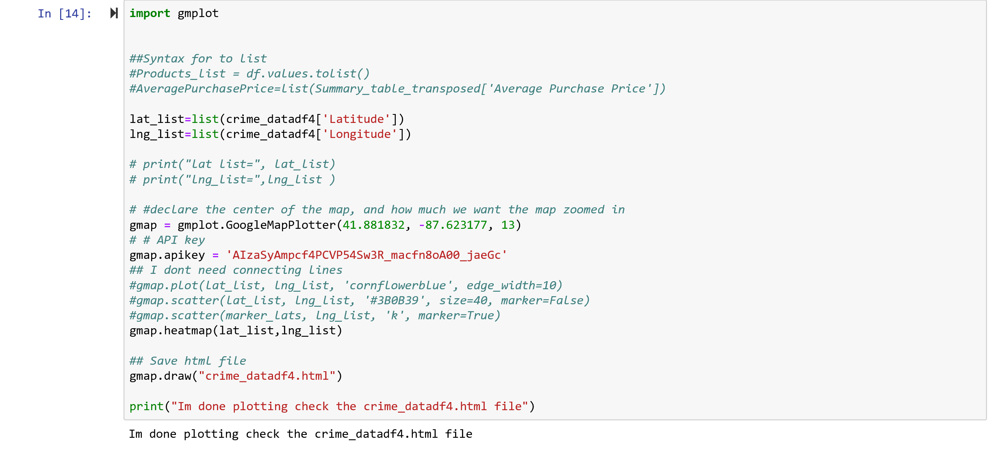 In [14]:
import gmplot
##Syntax for to list
#Products_list = df.values.tolist()
#AveragePurchasePrice=list(Summary_table_transposed['Average Purchase Price'])
lat_list=list(crime_datadf4['Latitude'])
lng_list=list(crime_datadf4['Longitude'])
# print("lat list=", lat_list)
# print("lng_list=",lng_list )
# #declare the center of the map, and how much we want the map zoomed in
gmap = gmplot.GoogleMapPlotter(41.881832, -87.623177, 13)
# # API key
gmap.apikey = 'AIzaSyAmpcf4PCVP54Sw3R_macfn8oA00_jaeGc'
## I dont need connecting lines
#gmap.plot(lat_list, lng_list, 'cornflowerblue', edge_width=10)
#gmap.scatter(lat_list, lng_list, '#3B0B39', size=40, marker=False)
#gmap.scatter(marker_lats, lng_list, 'k', marker=True)
gmap.heatmap(lat_list,lng_list)
## Save html file
gmap.draw("crime_datadf4.html")
print("Im done plotting check the crime_datadf4.html file")
Im done plotting check the crime_datadf4.html file